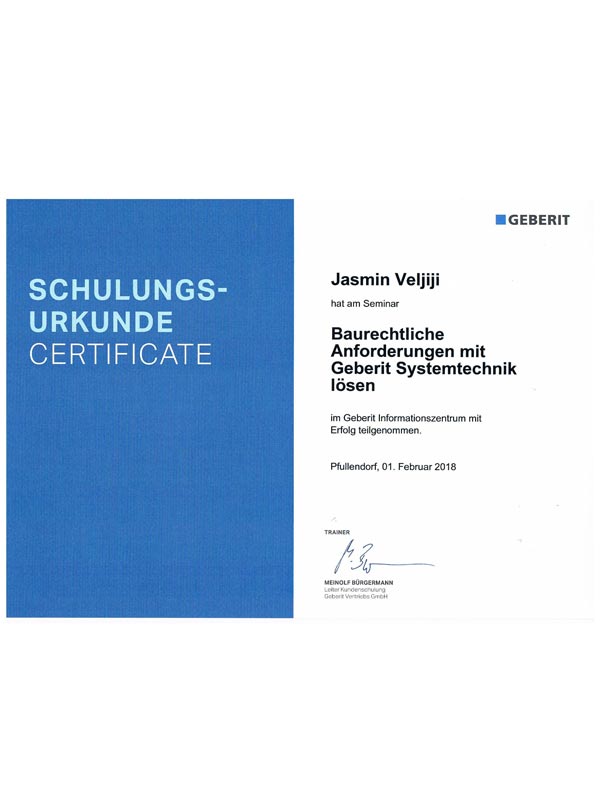 SCHULUNGS-
URKUNDE
CERTIFICATE
GEBERIT
Jasmin Veljiji
hat am Seminar
Baurechtliche
Anforderungen mit
Geberit Systemtechnik
lösen
im Geberit Informationszentrum mit
Erfolg teilgenommen.
Pfullendorf, 01. Februar 2018
TRAINER
MEINOLF BÜRGERMANN
Leiter Kundenschulung
Geberit Vertriebs GmbH